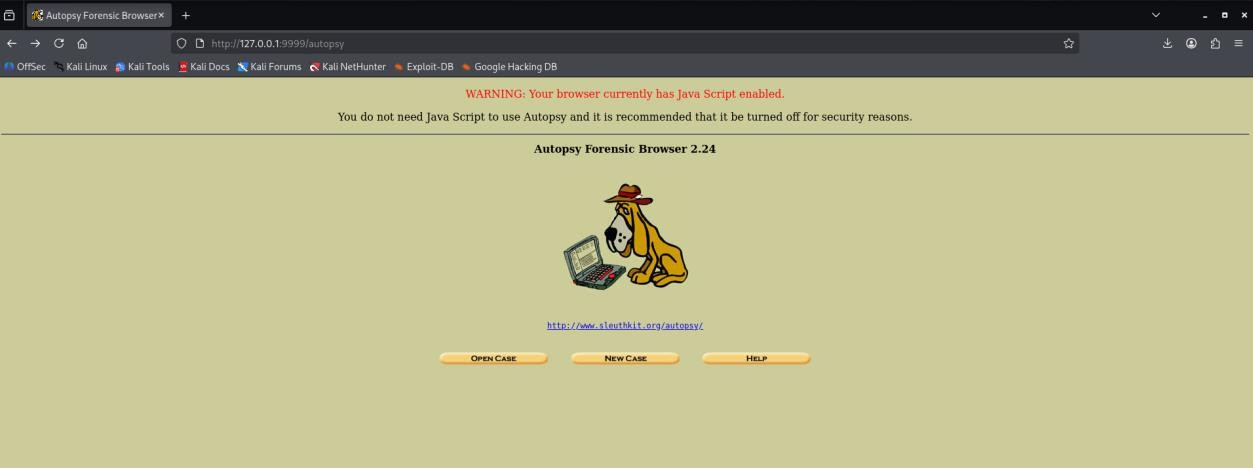 Autopsy Forensic Browser
http://127.0.0.1:9999/autopsy
OffSec Kali Linux Kali Tools Kali Docs Kali Forums Kali NetHunter Exploit-DB Google Hacking DB
WARNING: Your browser currently has Java Script enabled.
You do not need Java Script to use Autopsy and it is recommended that it be turned off for security reasons.
Autopsy Forensic Browser 2.24
http://www.sleuthkit.org/autopsy/
OPEN CASE NEW CASE HELP